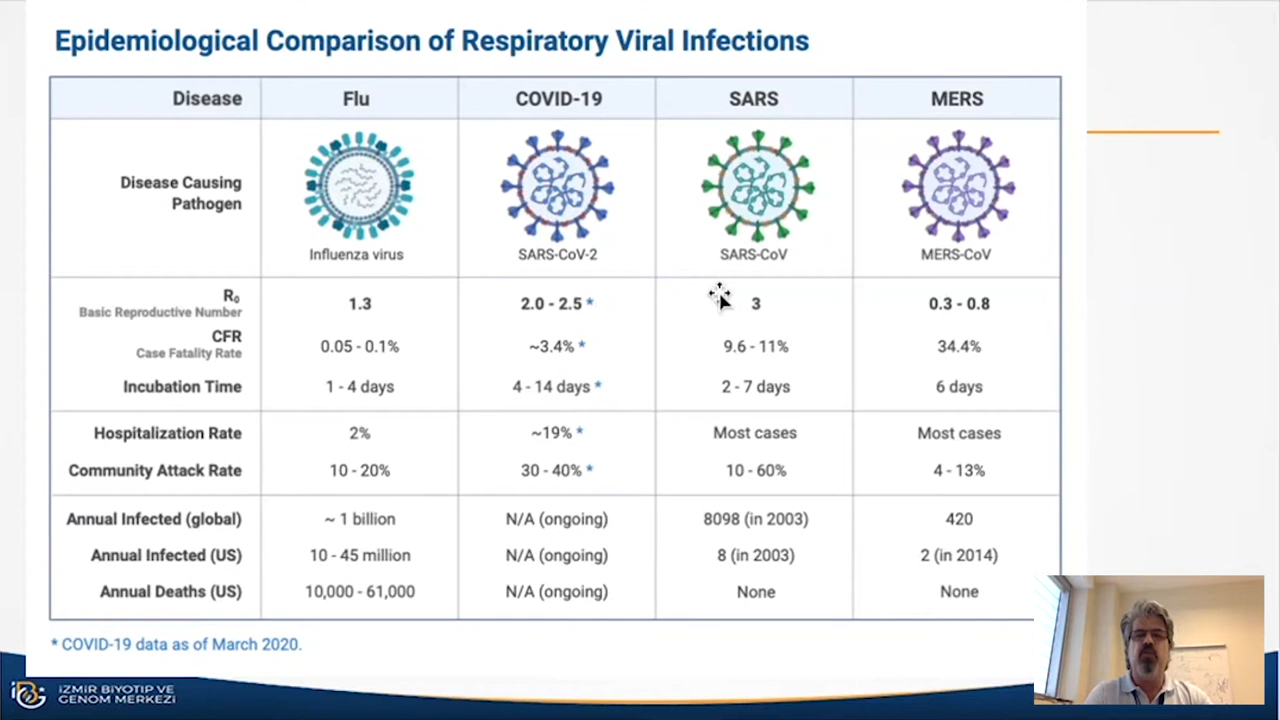 Epidemiological Comparison of Respiratory Viral Infections
Disease Flu COVID-19 SARS MERS
Disease Causing
Pathogen
Influenza virus SARS-CoV-2 SARS-CoV MERS-CoV
R₀ 1.3 2.0 - 2.5 * 3 0.3 - 0.8
Basic Reproductive Number
CFR 0.05 - 0.1% ~3.4% * 9.6 - 11% 34.4%
Case Fatality Rate
Incubation Time 1 - 4 days 4 - 14 days * 2 - 7 days 6 days
Hospitalization Rate 2% ~19% * Most cases Most cases
Community Attack Rate 10 - 20% 30 - 40% * 10 - 60% 4 - 13%
Annual Infected (global) ~ 1 billion N/A (ongoing) 8098 (in 2003) 420
Annual Infected (US) 10 - 45 million N/A (ongoing) 8 (in 2003) 2 (in 2014)
Annual Deaths (US) 10,000 - 61,000 N/A (ongoing) None None
* COVID-19 data as of March 2020.
İZMİR BİYOTIP VE
GENOM MERKEZİ